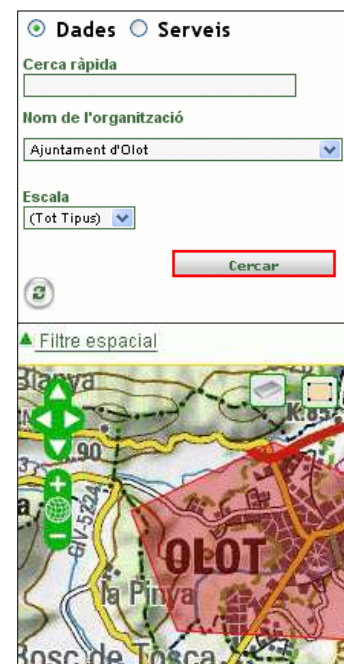 Dades Serveis
Cerca ràpida
Nom de l'organització
Ajuntament d'Olot
Escala
(Tot Tipus)
Cercar
Filtre espacial
Bianya
90
GIV-5224
OLOT
la Pinya
Bosc de Tosca